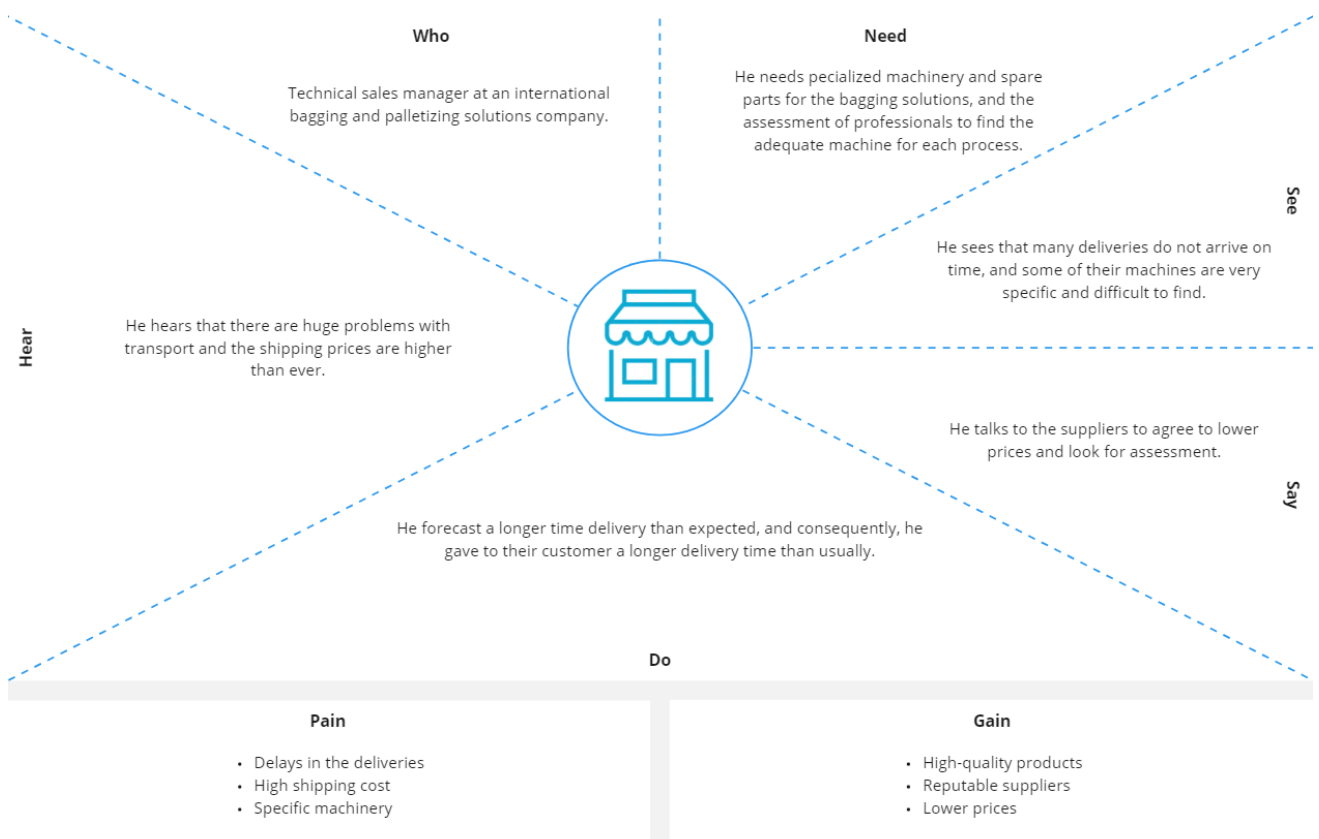 Who
Technical sales manager at an international
bagging and palletizing solutions company.
Need
He needs pecialized machinery and spare
parts for the bagging solutions, and the
assessment of professionals to find the
adequate machine for each process.
See
He sees that many deliveries do not arrive on
time, and some of their machines are very
specific and difficult to find.
Hear
He hears that there are huge problems with
transport and the shipping prices are higher
than ever.
He talks to the suppliers to agree to lower
prices and look for assessment.
Say
He forecast a longer time delivery than expected, and consequently, he
gave to their customer a longer delivery time than usually.
Do
Pain
• Delays in the deliveries
• High shipping cost
• Specific machinery
Gain
• High-quality products
• Reputable suppliers
• Lower prices